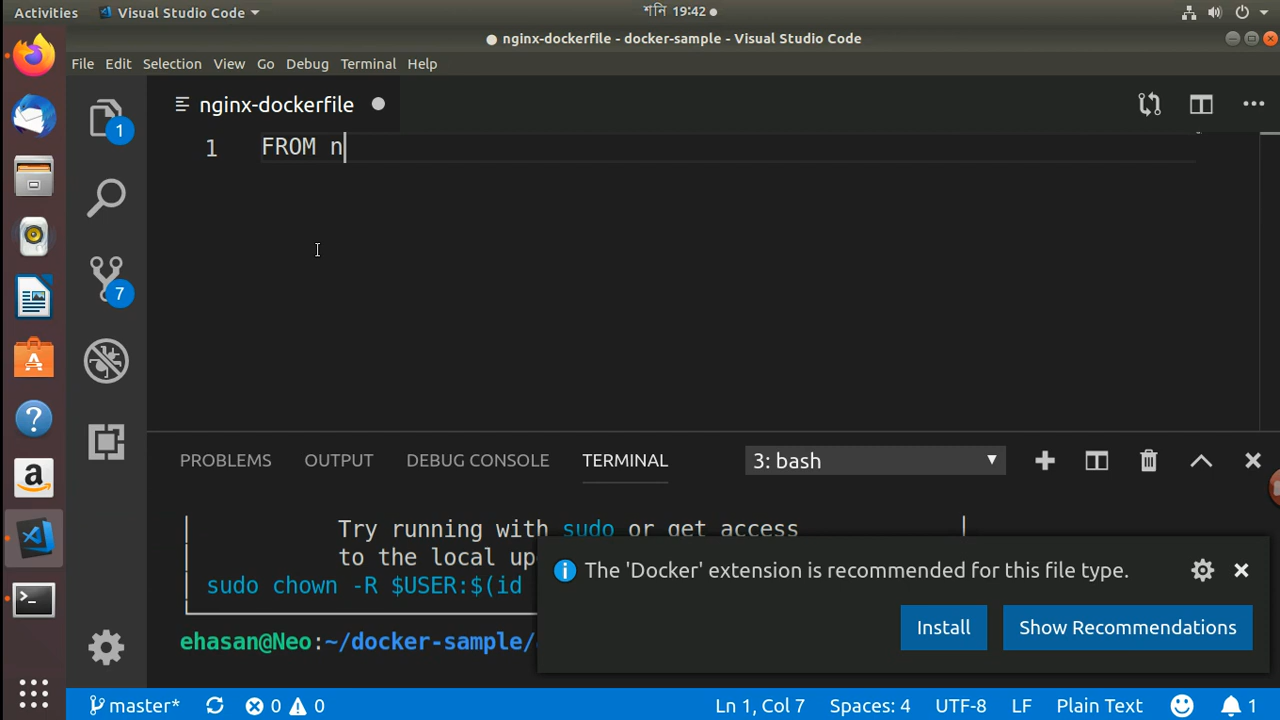 Activities Visual Studio Code শনি 19:42
nginx-dockerfile - docker-sample - Visual Studio Code
File Edit Selection View Go Debug Terminal Help
nginx-dockerfile
1 FROM n
1
7
PROBLEMS OUTPUT DEBUG CONSOLE TERMINAL 3: bash
Try running with sudo or get access
to the local
sudo chown -R $USER:$(id
ehasan@Neo:~/docker-sample/
The 'Docker' extension is recommended for this file type.
Install Show Recommendations
master* 0 0 Ln 1, Col 7 Spaces: 4 UTF-8 LF Plain Text 1